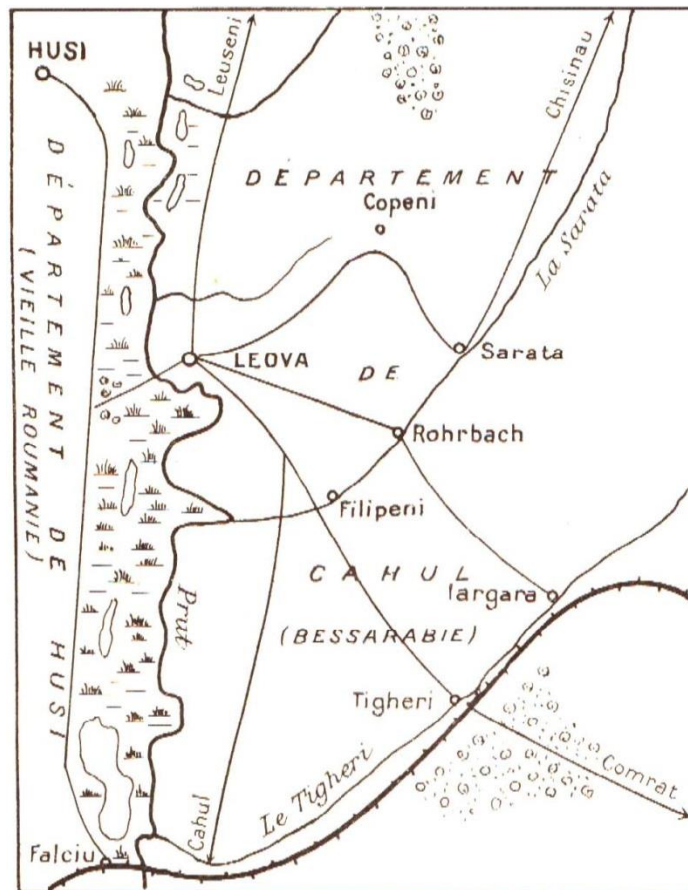 HUSI
Leuseni
Chisinau
DÉPARTEMENT
Copeni
La Sarata
DÉPARTEMENT DE HUSI
(VIEILLE ROUMANIE)
LEOVA
Sarata
DE
Rohrbach
Filipeni
CAHUL
Iargara
(BESSARABIE)
Prut
Tigheri
Comrat
Le Tigheri
Cahul
Falciu